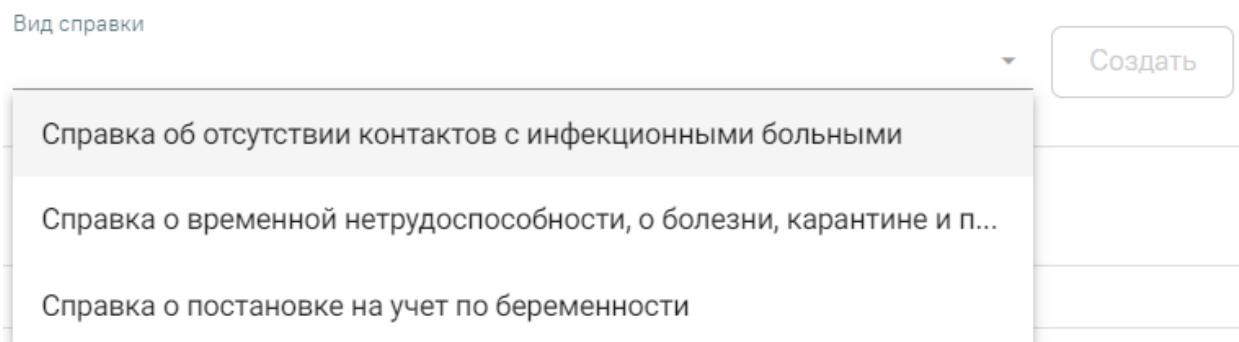 Вид справки
Создать
Справка об отсутствии контактов с инфекционными больными
Справка о временной нетрудоспособности, о болезни, карантине и п...
Справка о постановке на учет по беременности